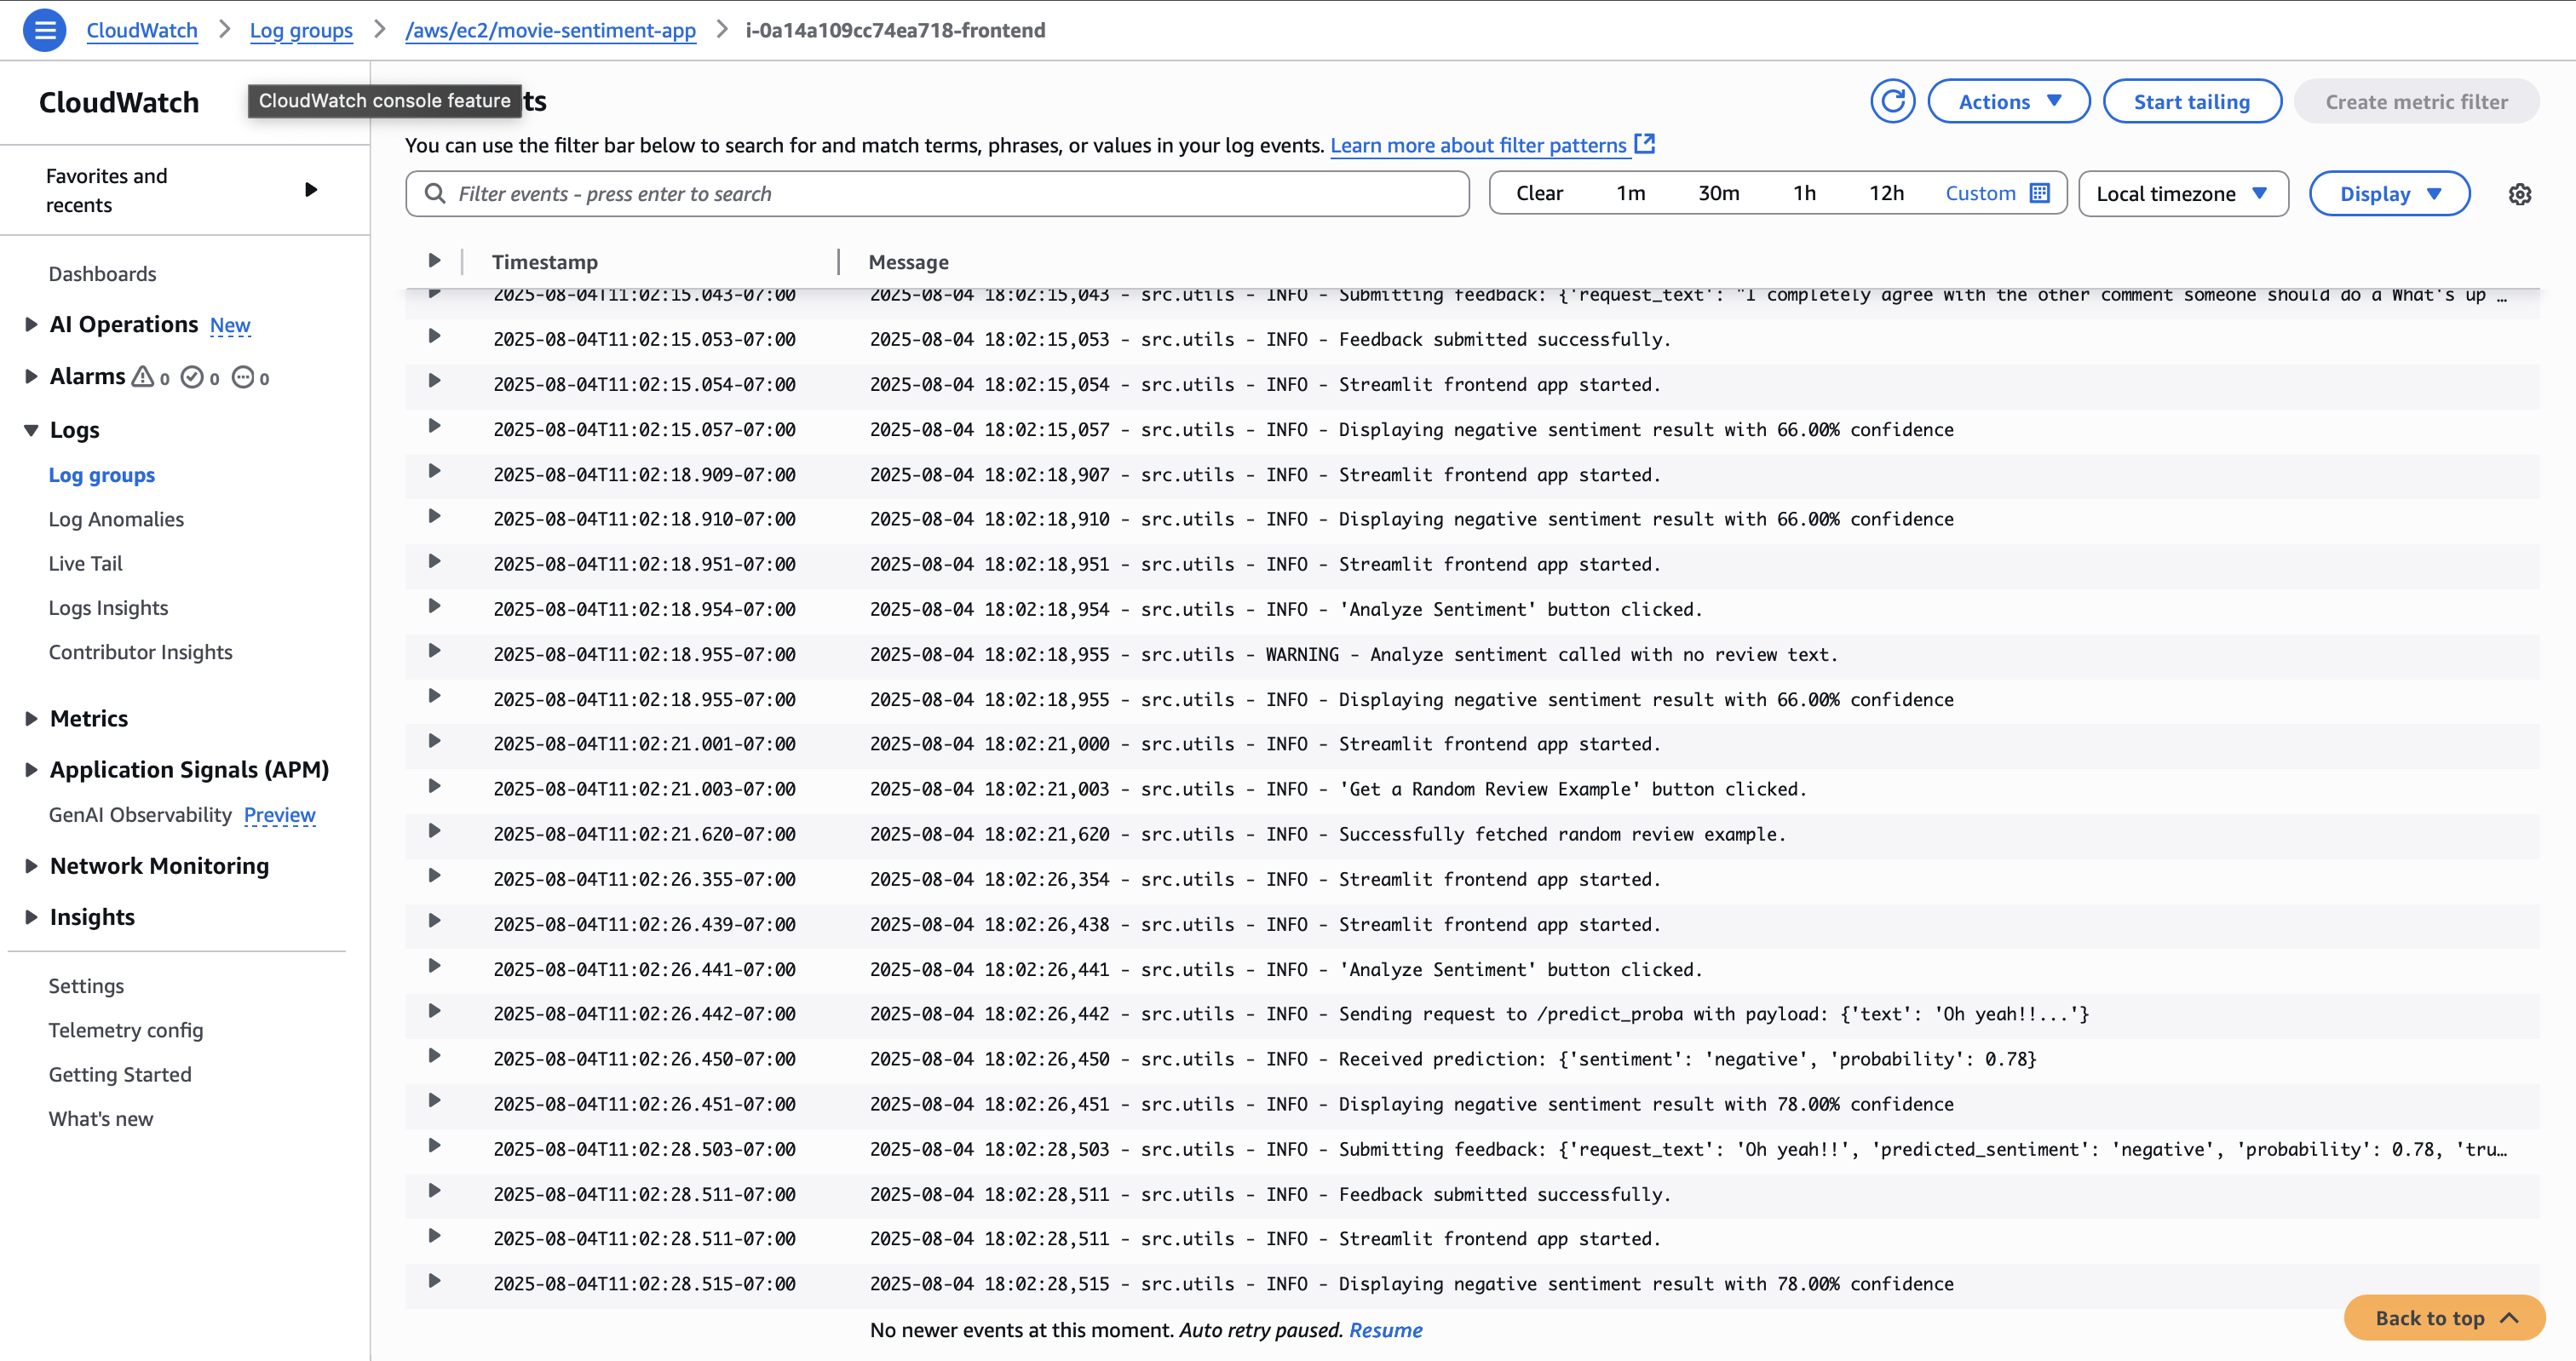 CloudWatch > Log groups > /aws/ec2/movie-sentiment-app > i-0a14a109cc74ea718-frontend
CloudWatch
Favorites and
recents
Dashboards
AI Operations New
Alarms 0 0 0
Logs
Log groups
Log Anomalies
Live Tail
Logs Insights
Contributor Insights
Metrics
Application Signals (APM)
GenAI Observability Preview
Network Monitoring
Insights
Settings
Telemetry config
Getting Started
What's new
CloudWatch console feature
ts
Actions
Start tailing
Create metric filter
You can use the filter bar below to search for and match terms, phrases, or values in your log events. Learn more about filter patterns
Filter events - press enter to search
Clear 1m 30m 1h 12h Custom
Local timezone
Display
Timestamp Message
2025-08-04T11:02:15.043-07:00 2025-08-04 18:02:15,043 - src.utils - INFO - Submitting feedback: {'request_text': "I completely agree with the other comment someone should do a What's up …
2025-08-04T11:02:15.053-07:00 2025-08-04 18:02:15,053 - src.utils - INFO - Feedback submitted successfully.
2025-08-04T11:02:15.054-07:00 2025-08-04 18:02:15,054 - src.utils - INFO - Streamlit frontend app started.
2025-08-04T11:02:15.057-07:00 2025-08-04 18:02:15,057 - src.utils - INFO - Displaying negative sentiment result with 66.00% confidence
2025-08-04T11:02:18.909-07:00 2025-08-04 18:02:18,907 - src.utils - INFO - Streamlit frontend app started.
2025-08-04T11:02:18.910-07:00 2025-08-04 18:02:18,910 - src.utils - INFO - Displaying negative sentiment result with 66.00% confidence
2025-08-04T11:02:18.951-07:00 2025-08-04 18:02:18,951 - src.utils - INFO - Streamlit frontend app started.
2025-08-04T11:02:18.954-07:00 2025-08-04 18:02:18,954 - src.utils - INFO - 'Analyze Sentiment' button clicked.
2025-08-04T11:02:18.955-07:00 2025-08-04 18:02:18,955 - src.utils - WARNING - Analyze sentiment called with no review text.
2025-08-04T11:02:18.955-07:00 2025-08-04 18:02:18,955 - src.utils - INFO - Displaying negative sentiment result with 66.00% confidence
2025-08-04T11:02:21.001-07:00 2025-08-04 18:02:21,000 - src.utils - INFO - Streamlit frontend app started.
2025-08-04T11:02:21.003-07:00 2025-08-04 18:02:21,003 - src.utils - INFO - 'Get a Random Review Example' button clicked.
2025-08-04T11:02:21.620-07:00 2025-08-04 18:02:21,620 - src.utils - INFO - Successfully fetched random review example.
2025-08-04T11:02:26.355-07:00 2025-08-04 18:02:26,354 - src.utils - INFO - Streamlit frontend app started.
2025-08-04T11:02:26.439-07:00 2025-08-04 18:02:26,438 - src.utils - INFO - Streamlit frontend app started.
2025-08-04T11:02:26.441-07:00 2025-08-04 18:02:26,441 - src.utils - INFO - 'Analyze Sentiment' button clicked.
2025-08-04T11:02:26.442-07:00 2025-08-04 18:02:26,442 - src.utils - INFO - Sending request to /predict_proba with payload: {'text': 'Oh yeah!!...'}
2025-08-04T11:02:26.450-07:00 2025-08-04 18:02:26,450 - src.utils - INFO - Received prediction: {'sentiment': 'negative', 'probability': 0.78}
2025-08-04T11:02:26.451-07:00 2025-08-04 18:02:26,451 - src.utils - INFO - Displaying negative sentiment result with 78.00% confidence
2025-08-04T11:02:28.503-07:00 2025-08-04 18:02:28,503 - src.utils - INFO - Submitting feedback: {'request_text': 'Oh yeah!!', 'predicted_sentiment': 'negative', 'probability': 0.78, 'tru…
2025-08-04T11:02:28.511-07:00 2025-08-04 18:02:28,511 - src.utils - INFO - Feedback submitted successfully.
2025-08-04T11:02:28.511-07:00 2025-08-04 18:02:28,511 - src.utils - INFO - Streamlit frontend app started.
2025-08-04T11:02:28.515-07:00 2025-08-04 18:02:28,515 - src.utils - INFO - Displaying negative sentiment result with 78.00% confidence
No newer events at this moment. Auto retry paused. Resume
Back to top